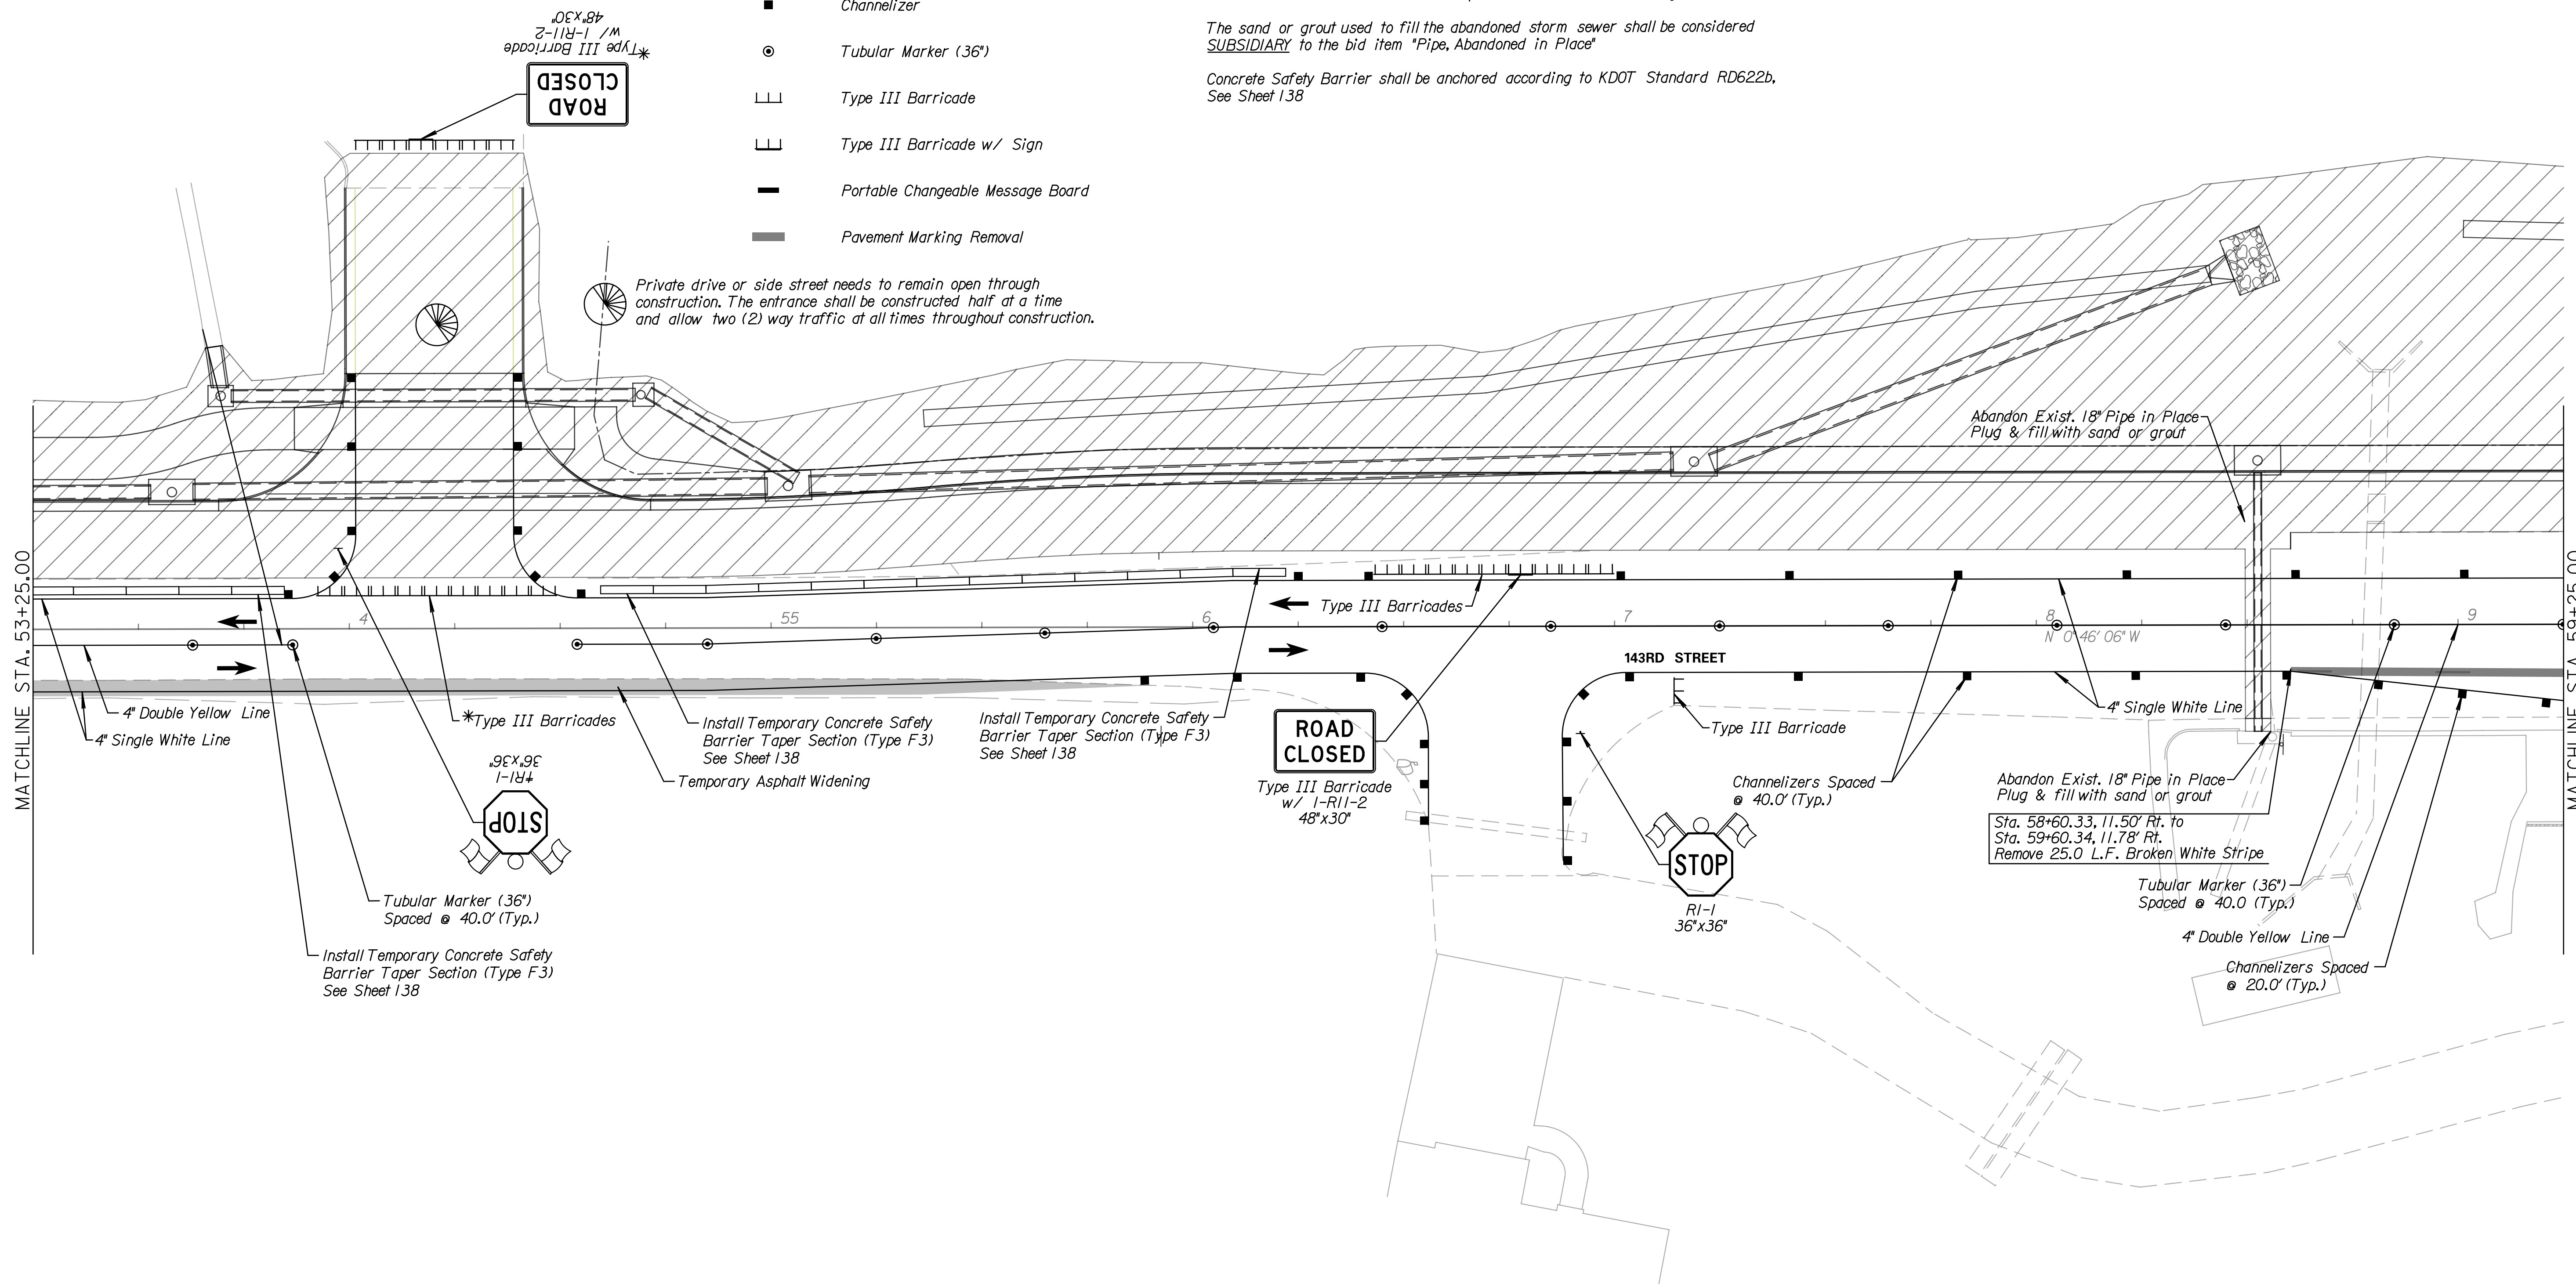 Channelizer
Tubular Marker (36")
Type III Barricade
Type III Barricade w/ Sign
Portable Changeable Message Board
Pavement Marking Removal
The sand or grout used to fill the abandoned storm sewer shall be considered
SUBSIDIARY to the bid item "Pipe, Abandoned in Place"
Concrete Safety Barrier shall be anchored according to KDOT Standard RD622b,
See Sheet 138
ROAD
CLOSED
*Type III Barricade
w/ 1-R11-2
48"x30"
Private drive or side street needs to remain open through
construction. The entrance shall be constructed half at a time
and allow two (2) way traffic at all times throughout construction.
Abandon Exist. 18" Pipe in Place
Plug & fill with sand or grout
MATCHLINE STA. 53+25.00
MATCHLINE STA. 59+25.00
4
55
6
7
8
9
N 0°46'06" W
143RD STREET
Type III Barricades
4" Double Yellow Line
4" Single White Line
*Type III Barricades
Install Temporary Concrete Safety
Barrier Taper Section (Type F3)
See Sheet 138
Temporary Asphalt Widening
Install Temporary Concrete Safety
Barrier Taper Section (Type F3)
See Sheet 138
ROAD
CLOSED
Type III Barricade
w/ 1-R11-2
48"x30"
Type III Barricade
4" Single White Line
Channelizers Spaced
@ 40.0' (Typ.)
Abandon Exist. 18" Pipe in Place
Plug & fill with sand or grout
Sta. 58+60.33, 11.50' Rt. to
Sta. 59+60.34, 11.78' Rt.
Remove 25.0 L.F. Broken White Stripe
STOP
†R1-1
36"x36"
STOP
R1-1
36"x36"
Tubular Marker (36")
Spaced @ 40.0' (Typ.)
Install Temporary Concrete Safety
Barrier Taper Section (Type F3)
See Sheet 138
Tubular Marker (36")
Spaced @ 40.0 (Typ.)
4" Double Yellow Line
Channelizers Spaced
@ 20.0' (Typ.)